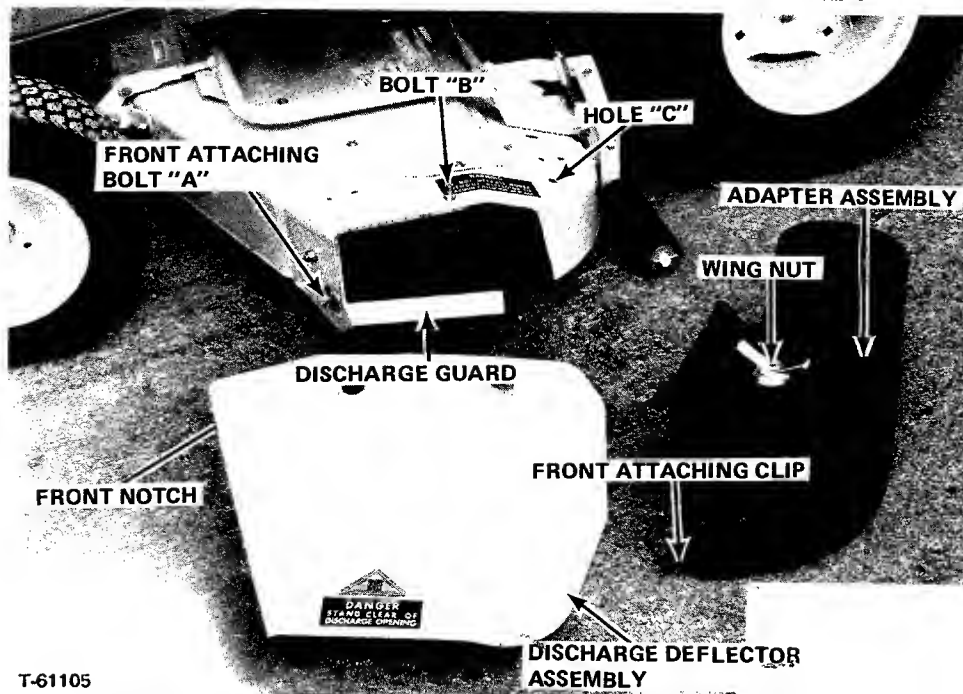 BOLT "B"
HOLE "C"
FRONT ATTACHING
BOLT "A"
ADAPTER ASSEMBLY
WING NUT
DISCHARGE GUARD
FRONT ATTACHING CLIP
FRONT NOTCH
DANGER
STAND CLEAR OF
DISCHARGE OPENING
DISCHARGE DEFLECTOR
ASSEMBLY
T-61105